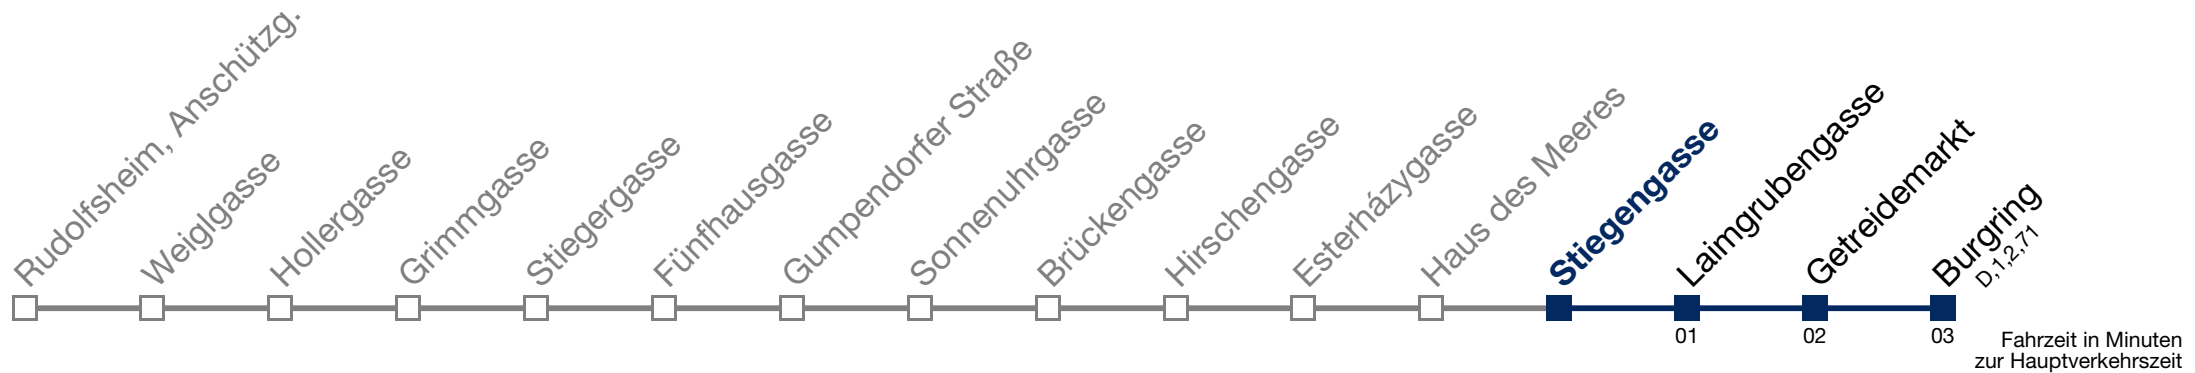 Rudolfsheim, Anschützg.
Weiglgasse
Hollergasse
Grimmgasse
Stiegergasse
Fünfhausgasse
Gumpendorfer Straße
Sonnenuhrgasse
Brückengasse
Hirschengasse
Esterházygasse
Haus des Meeres
Stiegengasse
Laimgrubengasse
Getreidemarkt
Burgring
D,1,2,71
01
02
03
Fahrzeit in Minuten
zur Hauptverkehrszeit